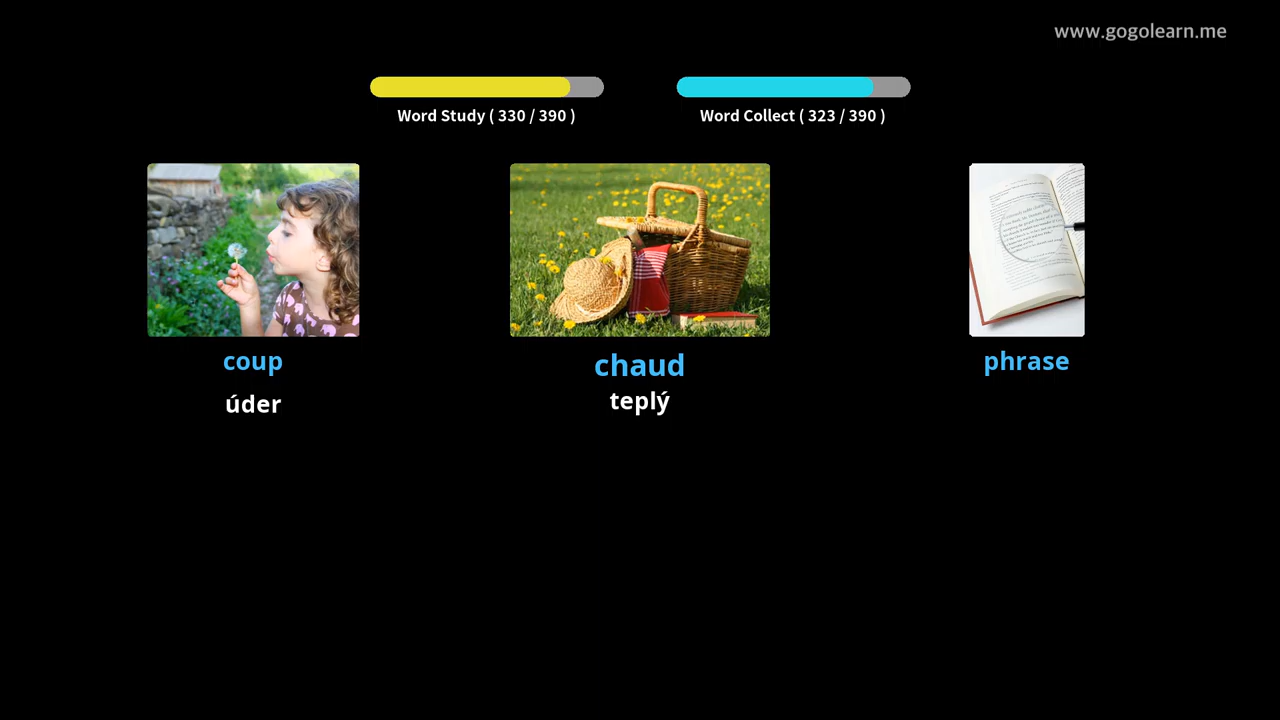 www.gogolearn.me
Word Study ( 330 / 390 )
Word Collect ( 323 / 390 )
coup
chaud
phrase
úder
teplý